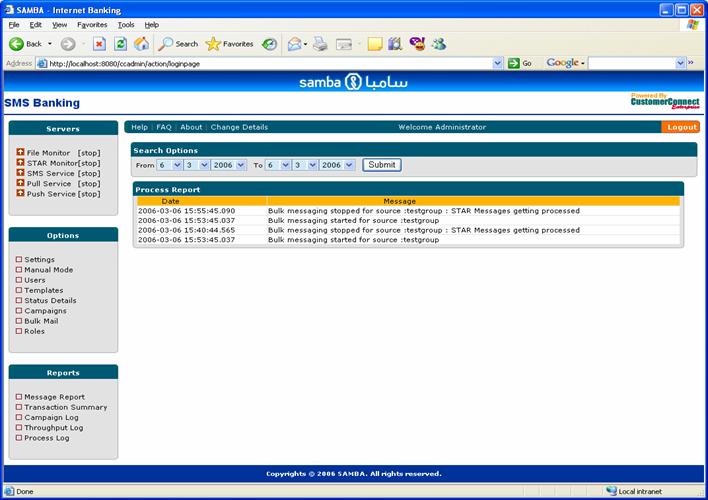 SAMBA - Internet Banking
File Edit View Favorites Tools Help
Back Search Favorites
Address http://localhost:8080/ccadmin/action/loginpage Go Google
samba سامبا
SMS Banking
Powered By
CustomerConnect
Enterprise
Servers
File Monitor [stop]
STAR Monitor[stop]
SMS Service [stop]
Pull Service [stop]
Push Service [stop]
Options
Settings
Manual Mode
Users
Templates
Status Details
Campaigns
Bulk Mail
Roles
Reports
Message Report
Transaction Summary
Campaign Log
Throughput Log
Process Log
Help | FAQ | About | Change Details Welcome Administrator Logout
Search Options
From 6 3 2006 To 6 3 2006 Submit
Process Report
Date Message
2006-03-06 15:55:45.090 Bulk messaging stopped for source :testgroup : STAR Messages getting processed
2006-03-06 15:53:45.037 Bulk messaging started for source :testgroup
2006-03-06 15:40:44.565 Bulk messaging stopped for source :testgroup : STAR Messages getting processed
2006-03-06 15:53:45.037 Bulk messaging started for source :testgroup
Copyrights © 2006 SAMBA. All rights reserved.
Done Local intranet